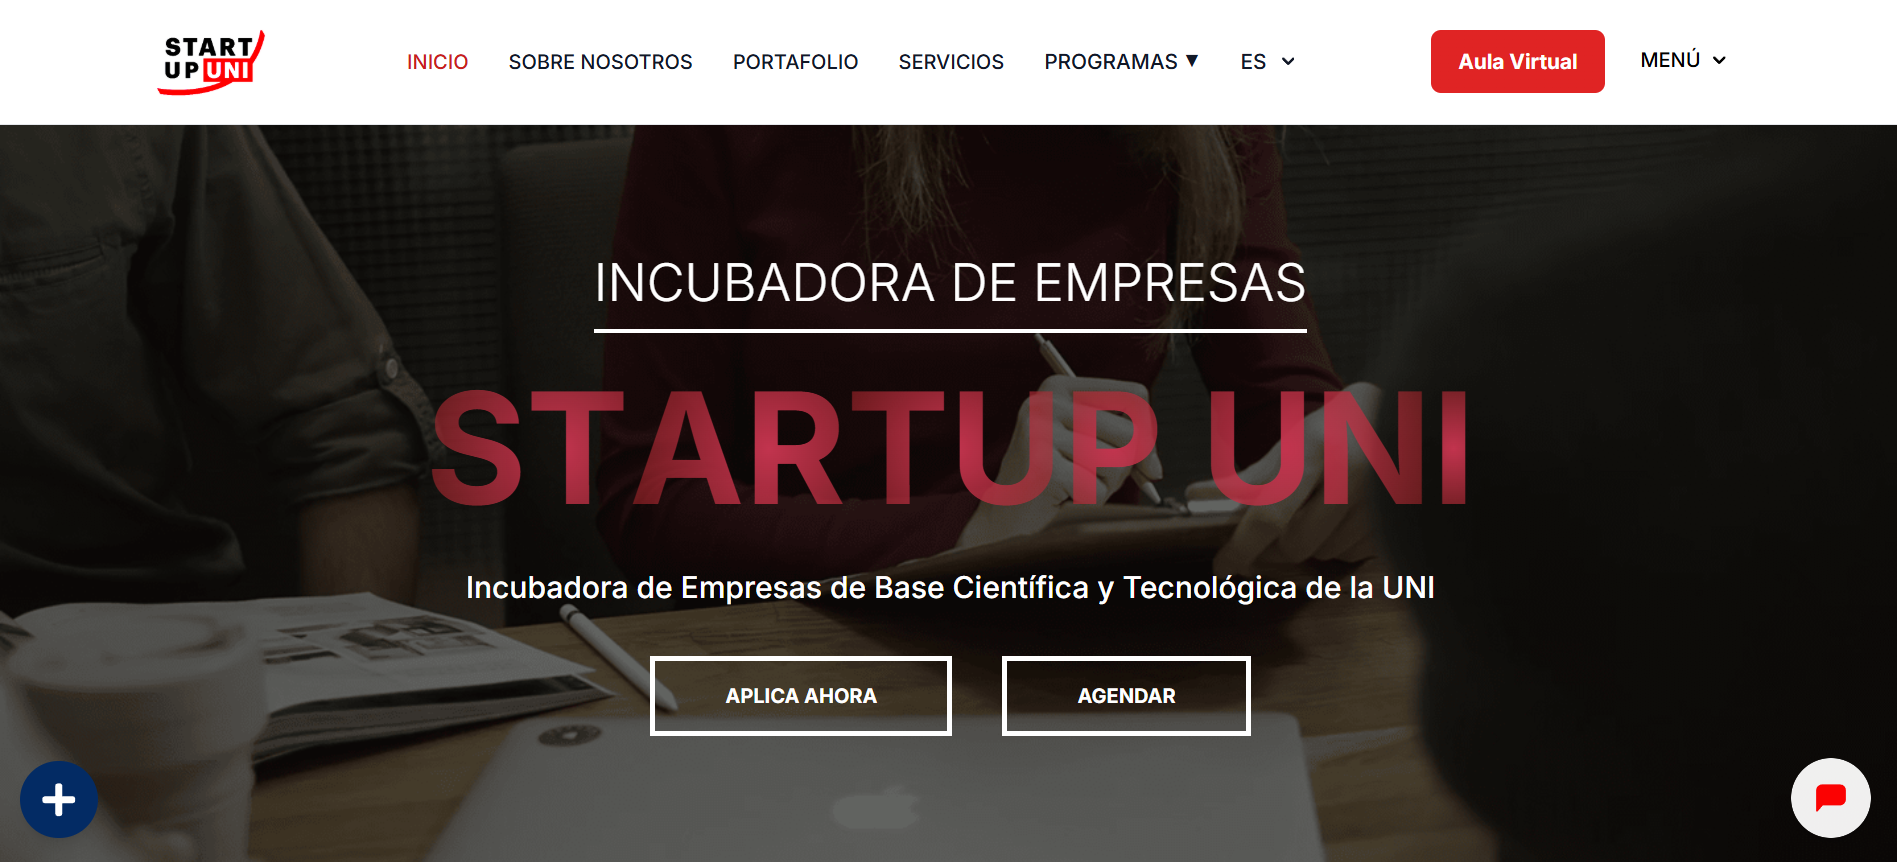 START
UP UNI
INICIO
SOBRE NOSOTROS
PORTAFOLIO
SERVICIOS
PROGRAMAS ▼
ES
Aula Virtual
MENÚ
INCUBADORA DE EMPRESAS
STARTUP UNI
Incubadora de Empresas de Base Científica y Tecnológica de la UNI
APLICA AHORA
AGENDAR